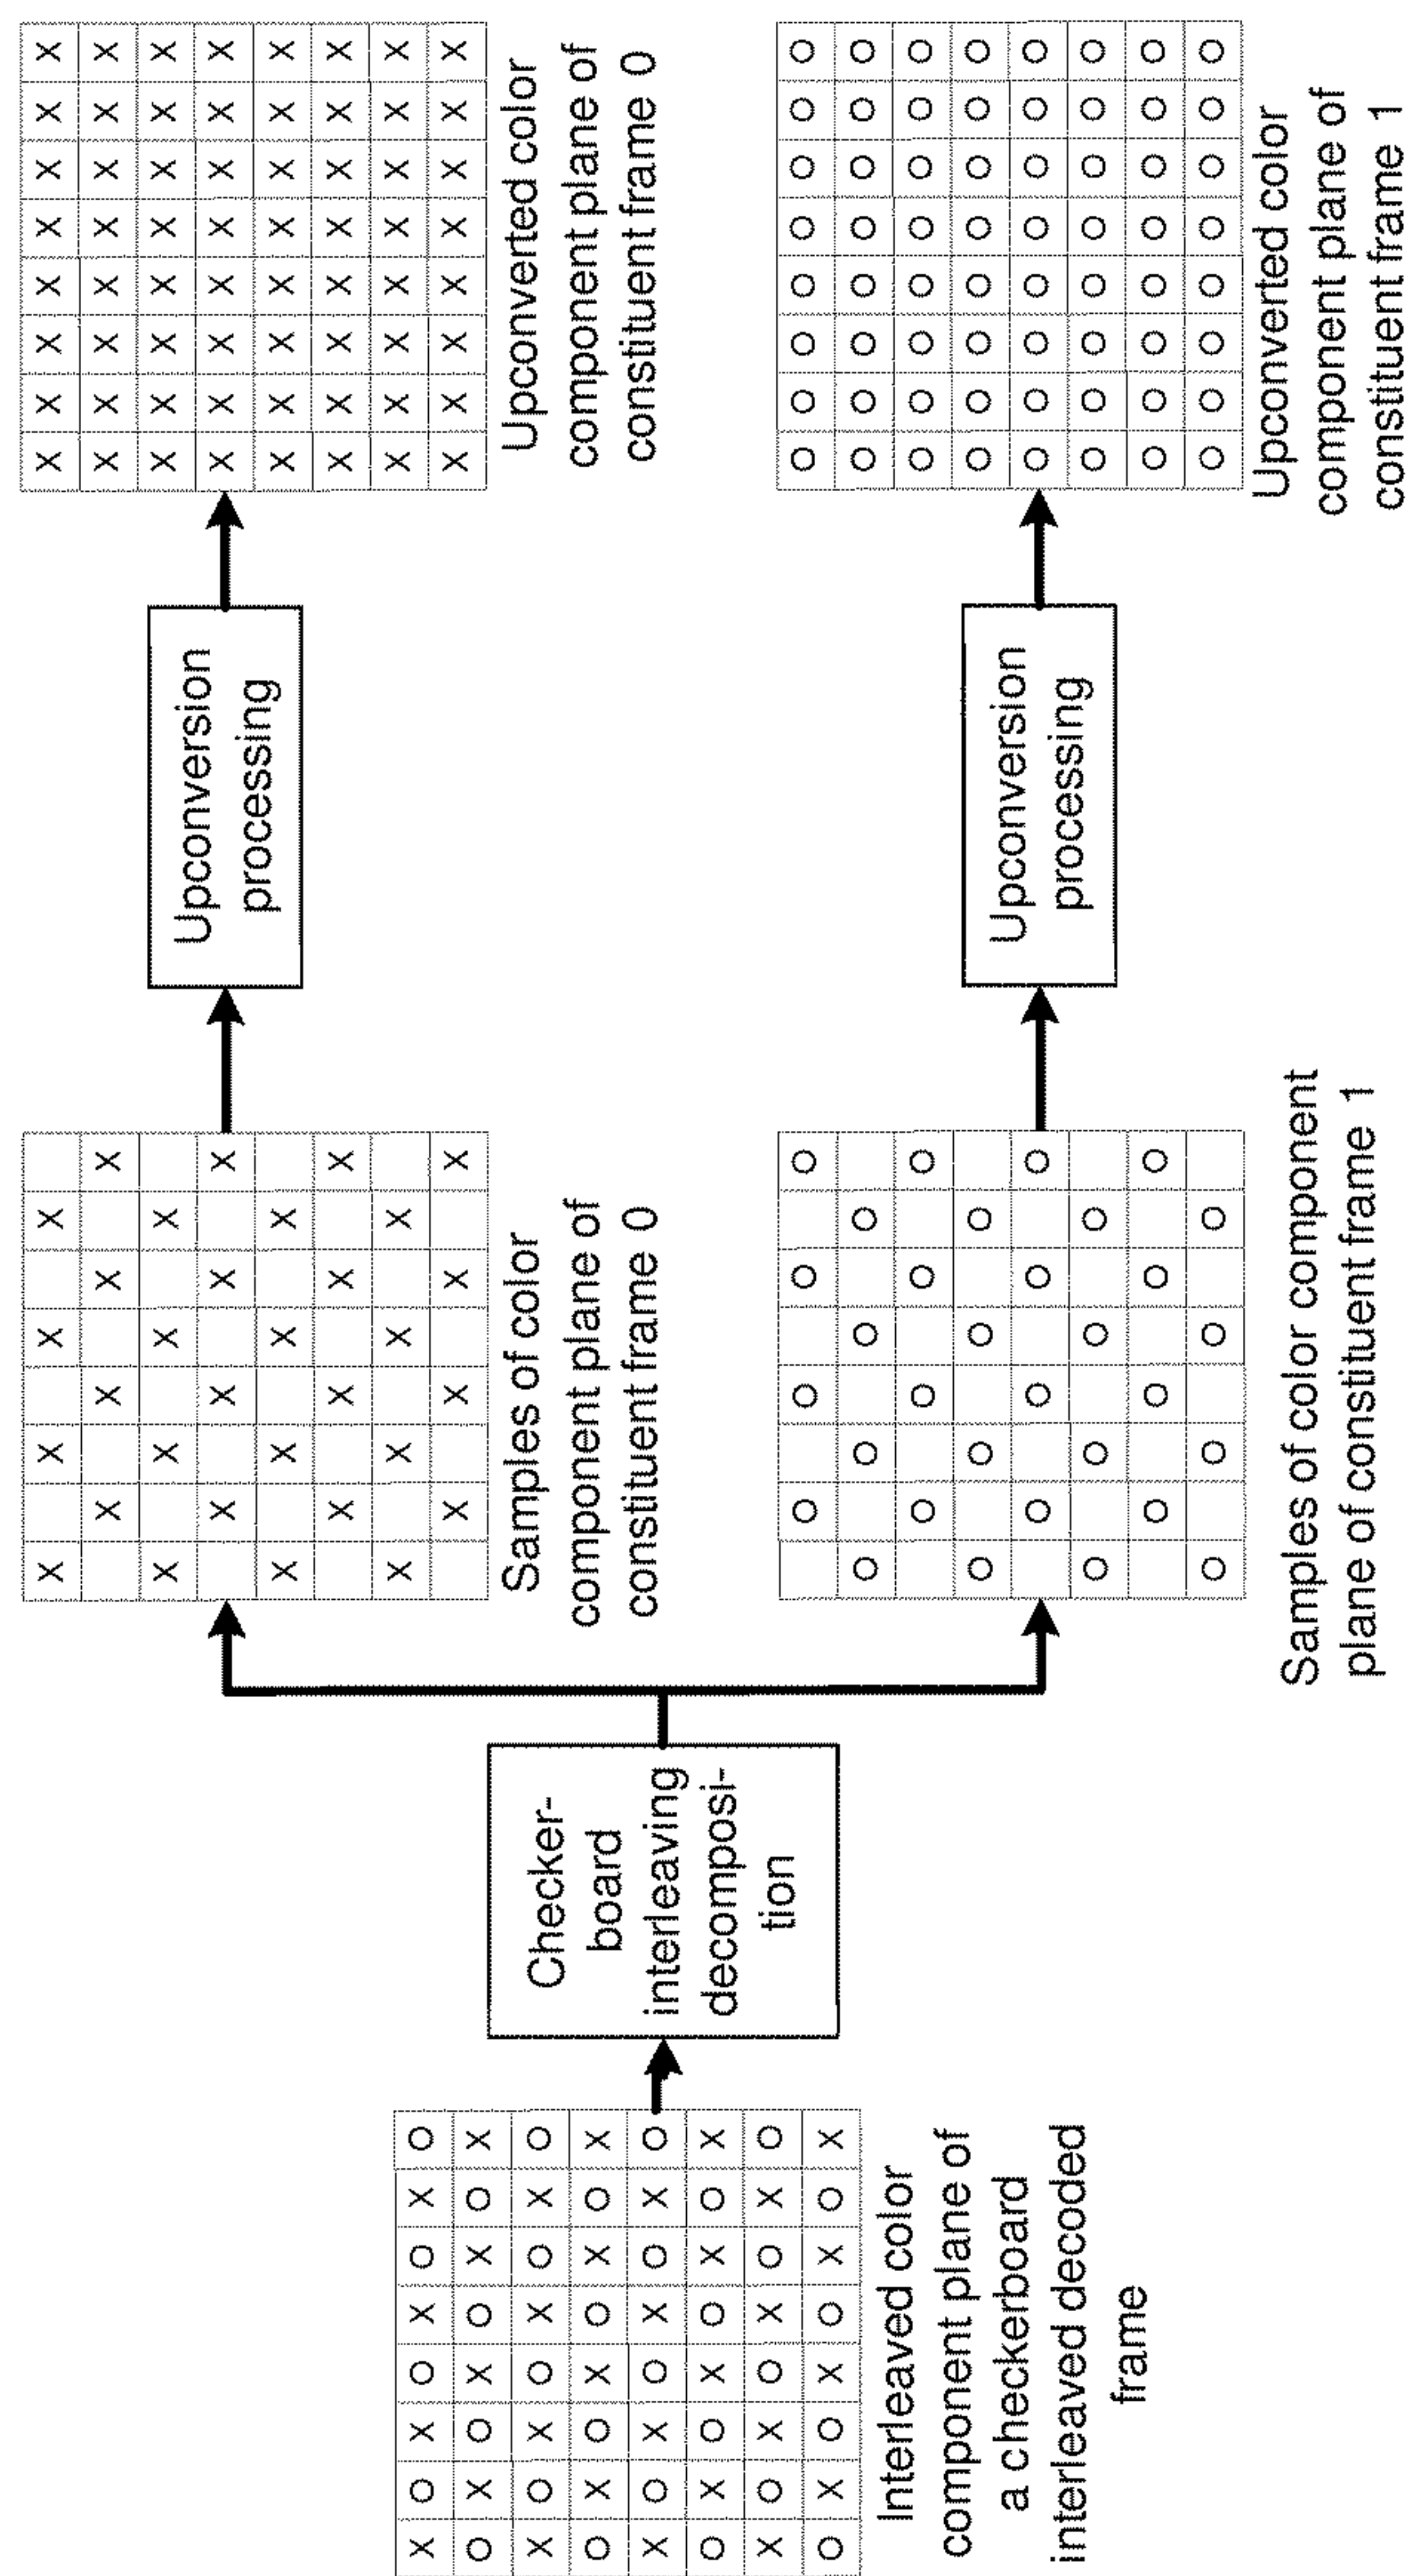 Interleaved color
component plane of
a checkerboard
interleaved decoded
frame
Checker-
board
interleaving
decomposi-
tion
Samples of color
component plane of
constituent frame 0
Upconversion
processing
Upconverted color
component plane of
constituent frame 0
Samples of color component
plane of constituent frame 1
Upconversion
processing
Upconverted color
component plane of
constituent frame 1